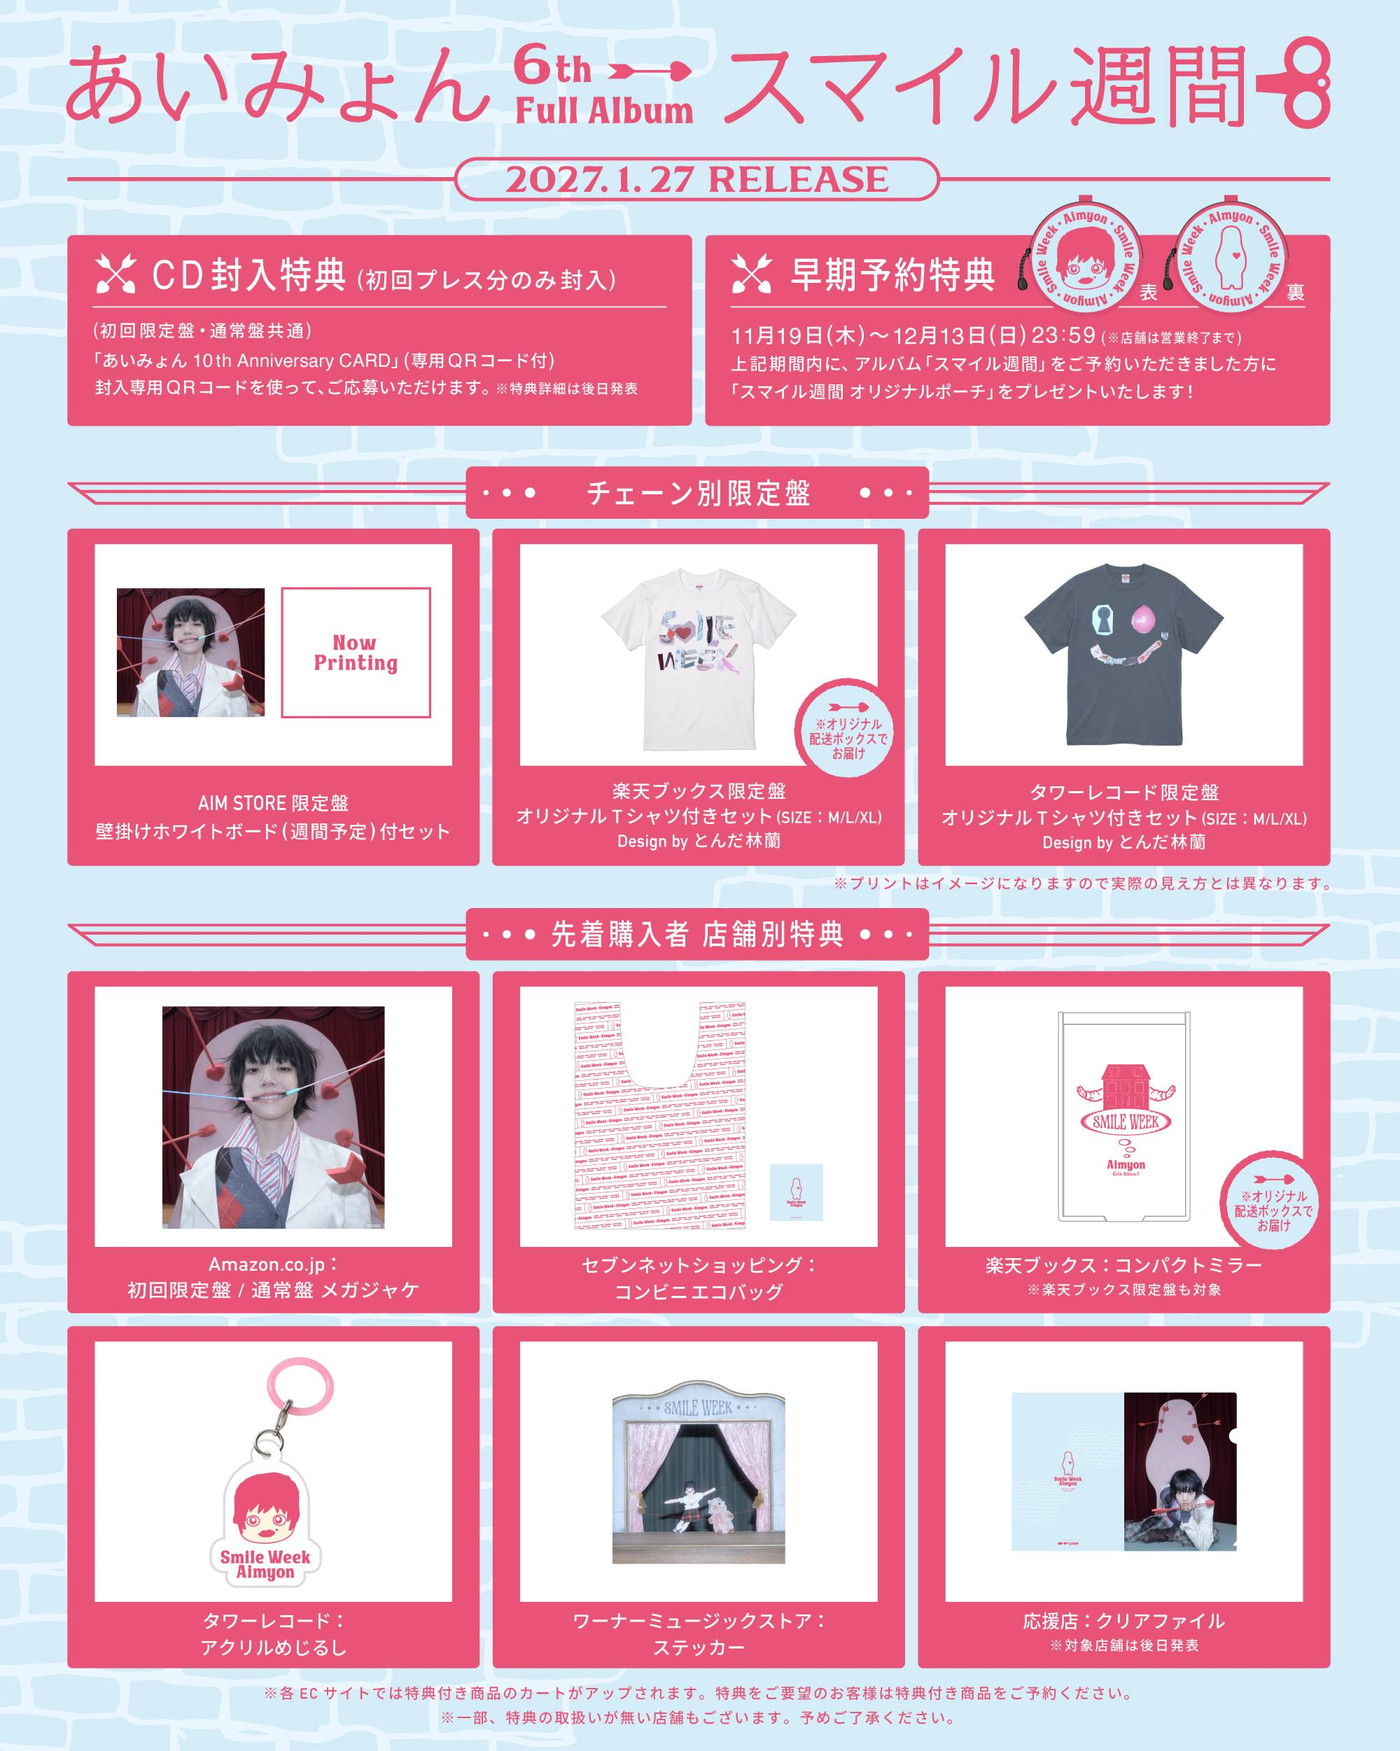 あいみょん 6th Full Album スマイル週間
2027.1.27 RELEASE
CD封入特典 (初回プレス分のみ封入)
(初回限定盤・通常盤共通)
「あいみょん 10th Anniversary CARD」(専用QRコード付)
封入専用QRコードを使って、ご応募いただけます。※特典詳細は後日発表
早期予約特典
Smile Week・Aimyon・Smile Week・Aimyon・
表
Smile Week・Aimyon・Smile Week・Aimyon・
裏
11月19日(木)〜12月13日(日)23:59(※店舗は営業終了まで)
上記期間内に、アルバム「スマイル週間」をご予約いただきました方に
「スマイル週間 オリジナルポーチ」をプレゼントいたします!
チェーン別限定盤
Now
Printing
AIM STORE 限定盤
壁掛けホワイトボード(週間予定)付セット
SMILE
WEEK
※オリジナル
配送ボックスで
お届け
楽天ブックス限定盤
オリジナルTシャツ付きセット(SIZE:M/L/XL)
Design by とんだ林蘭
タワーレコード限定盤
オリジナルTシャツ付きセット(SIZE:M/L/XL)
Design by とんだ林蘭
※プリントはイメージになりますので実際の見え方とは異なります。
先着購入者 店舗別特典
Amazon.co.jp:
初回限定盤 / 通常盤 メガジャケ
Smile Week・Aimyon
セブンネットショッピング:
コンビニエコバッグ
SMILE WEEK
Aimyon
6th Album
※オリジナル
配送ボックスで
お届け
楽天ブックス:コンパクトミラー
※楽天ブックス限定盤も対象
Smile Week
Aimyon
タワーレコード:
アクリルめじるし
SMILE WEEK
ワーナーミュージックストア:
ステッカー
Smile Week
Aimyon
応援店:クリアファイル
※対象店舗は後日発表
※各ECサイトでは特典付き商品のカートがアップされます。特典をご要望のお客様は特典付き商品をご予約ください。
※一部、特典の取扱いが無い店舗もございます。予めご了承ください。